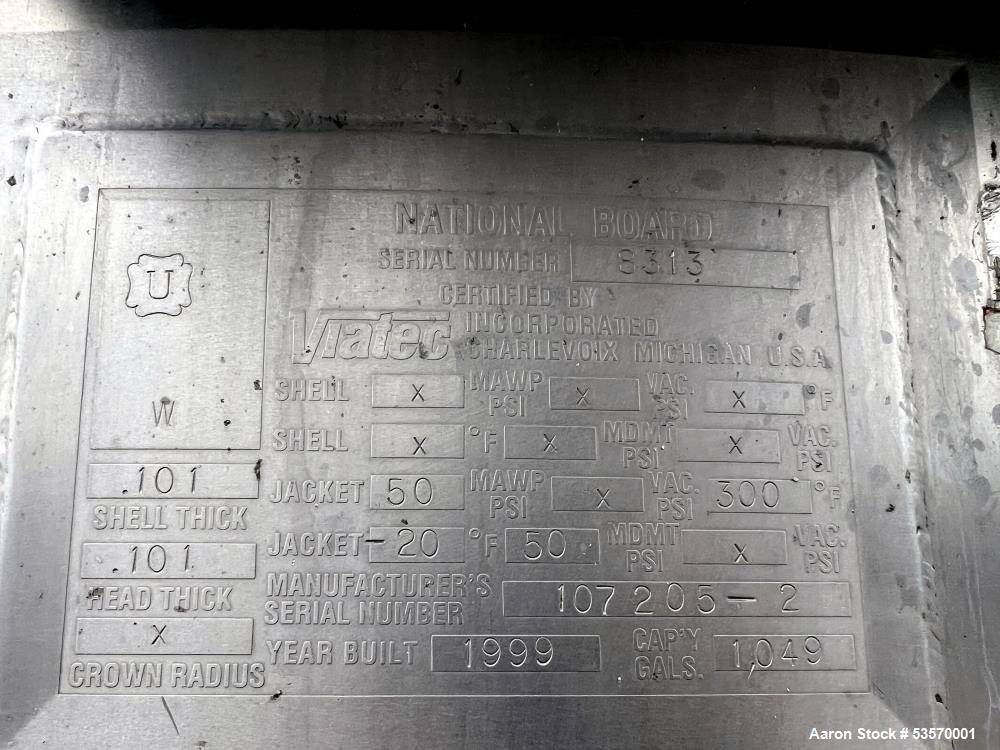 NATIONAL BOARD
SERIAL NUMBER 8313
CERTIFIED BY
Viatec INCORPORATED
CHARLEVOIX MICHIGAN U.S.A.
U
W
SHELL X MAWP PSI X VAC. PSI X °F
SHELL X °F X MDMT PSI X VAC. PSI
.101
SHELL THICK
JACKET 50 MAWP PSI X VAC. PSI 300 °F
JACKET -20 °F 50 MDMT PSI X VAC. PSI
.101
HEAD THICK
MANUFACTURER'S SERIAL NUMBER 107205-2
X
CROWN RADIUS
YEAR BUILT 1999 CAP'Y GALS. 1,049
Aaron Stock # 53570001